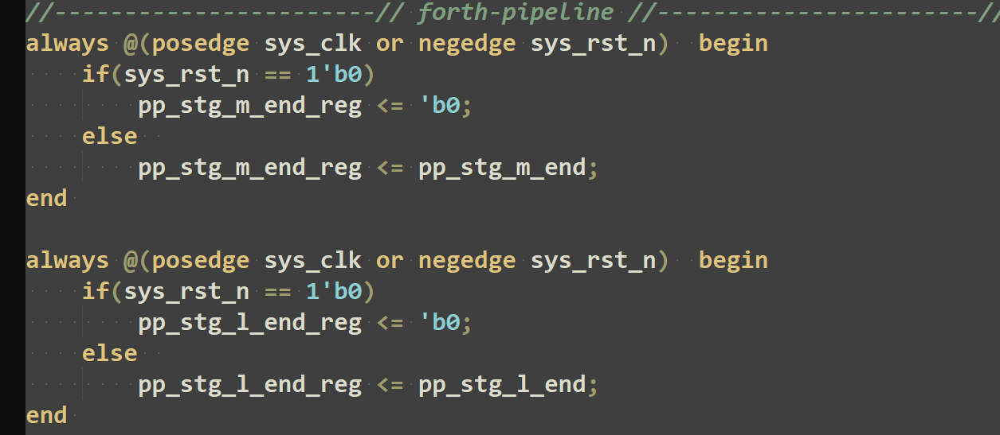 //-----------------------// forth-pipeline //-----------------------//
always @(posedge sys_clk or negedge sys_rst_n)  begin
    if(sys_rst_n == 1'b0)
        pp_stg_m_end_reg <= 'b0;
    else
        pp_stg_m_end_reg <= pp_stg_m_end;
end
always @(posedge sys_clk or negedge sys_rst_n)  begin
    if(sys_rst_n == 1'b0)
        pp_stg_l_end_reg <= 'b0;
    else
        pp_stg_l_end_reg <= pp_stg_l_end;
end